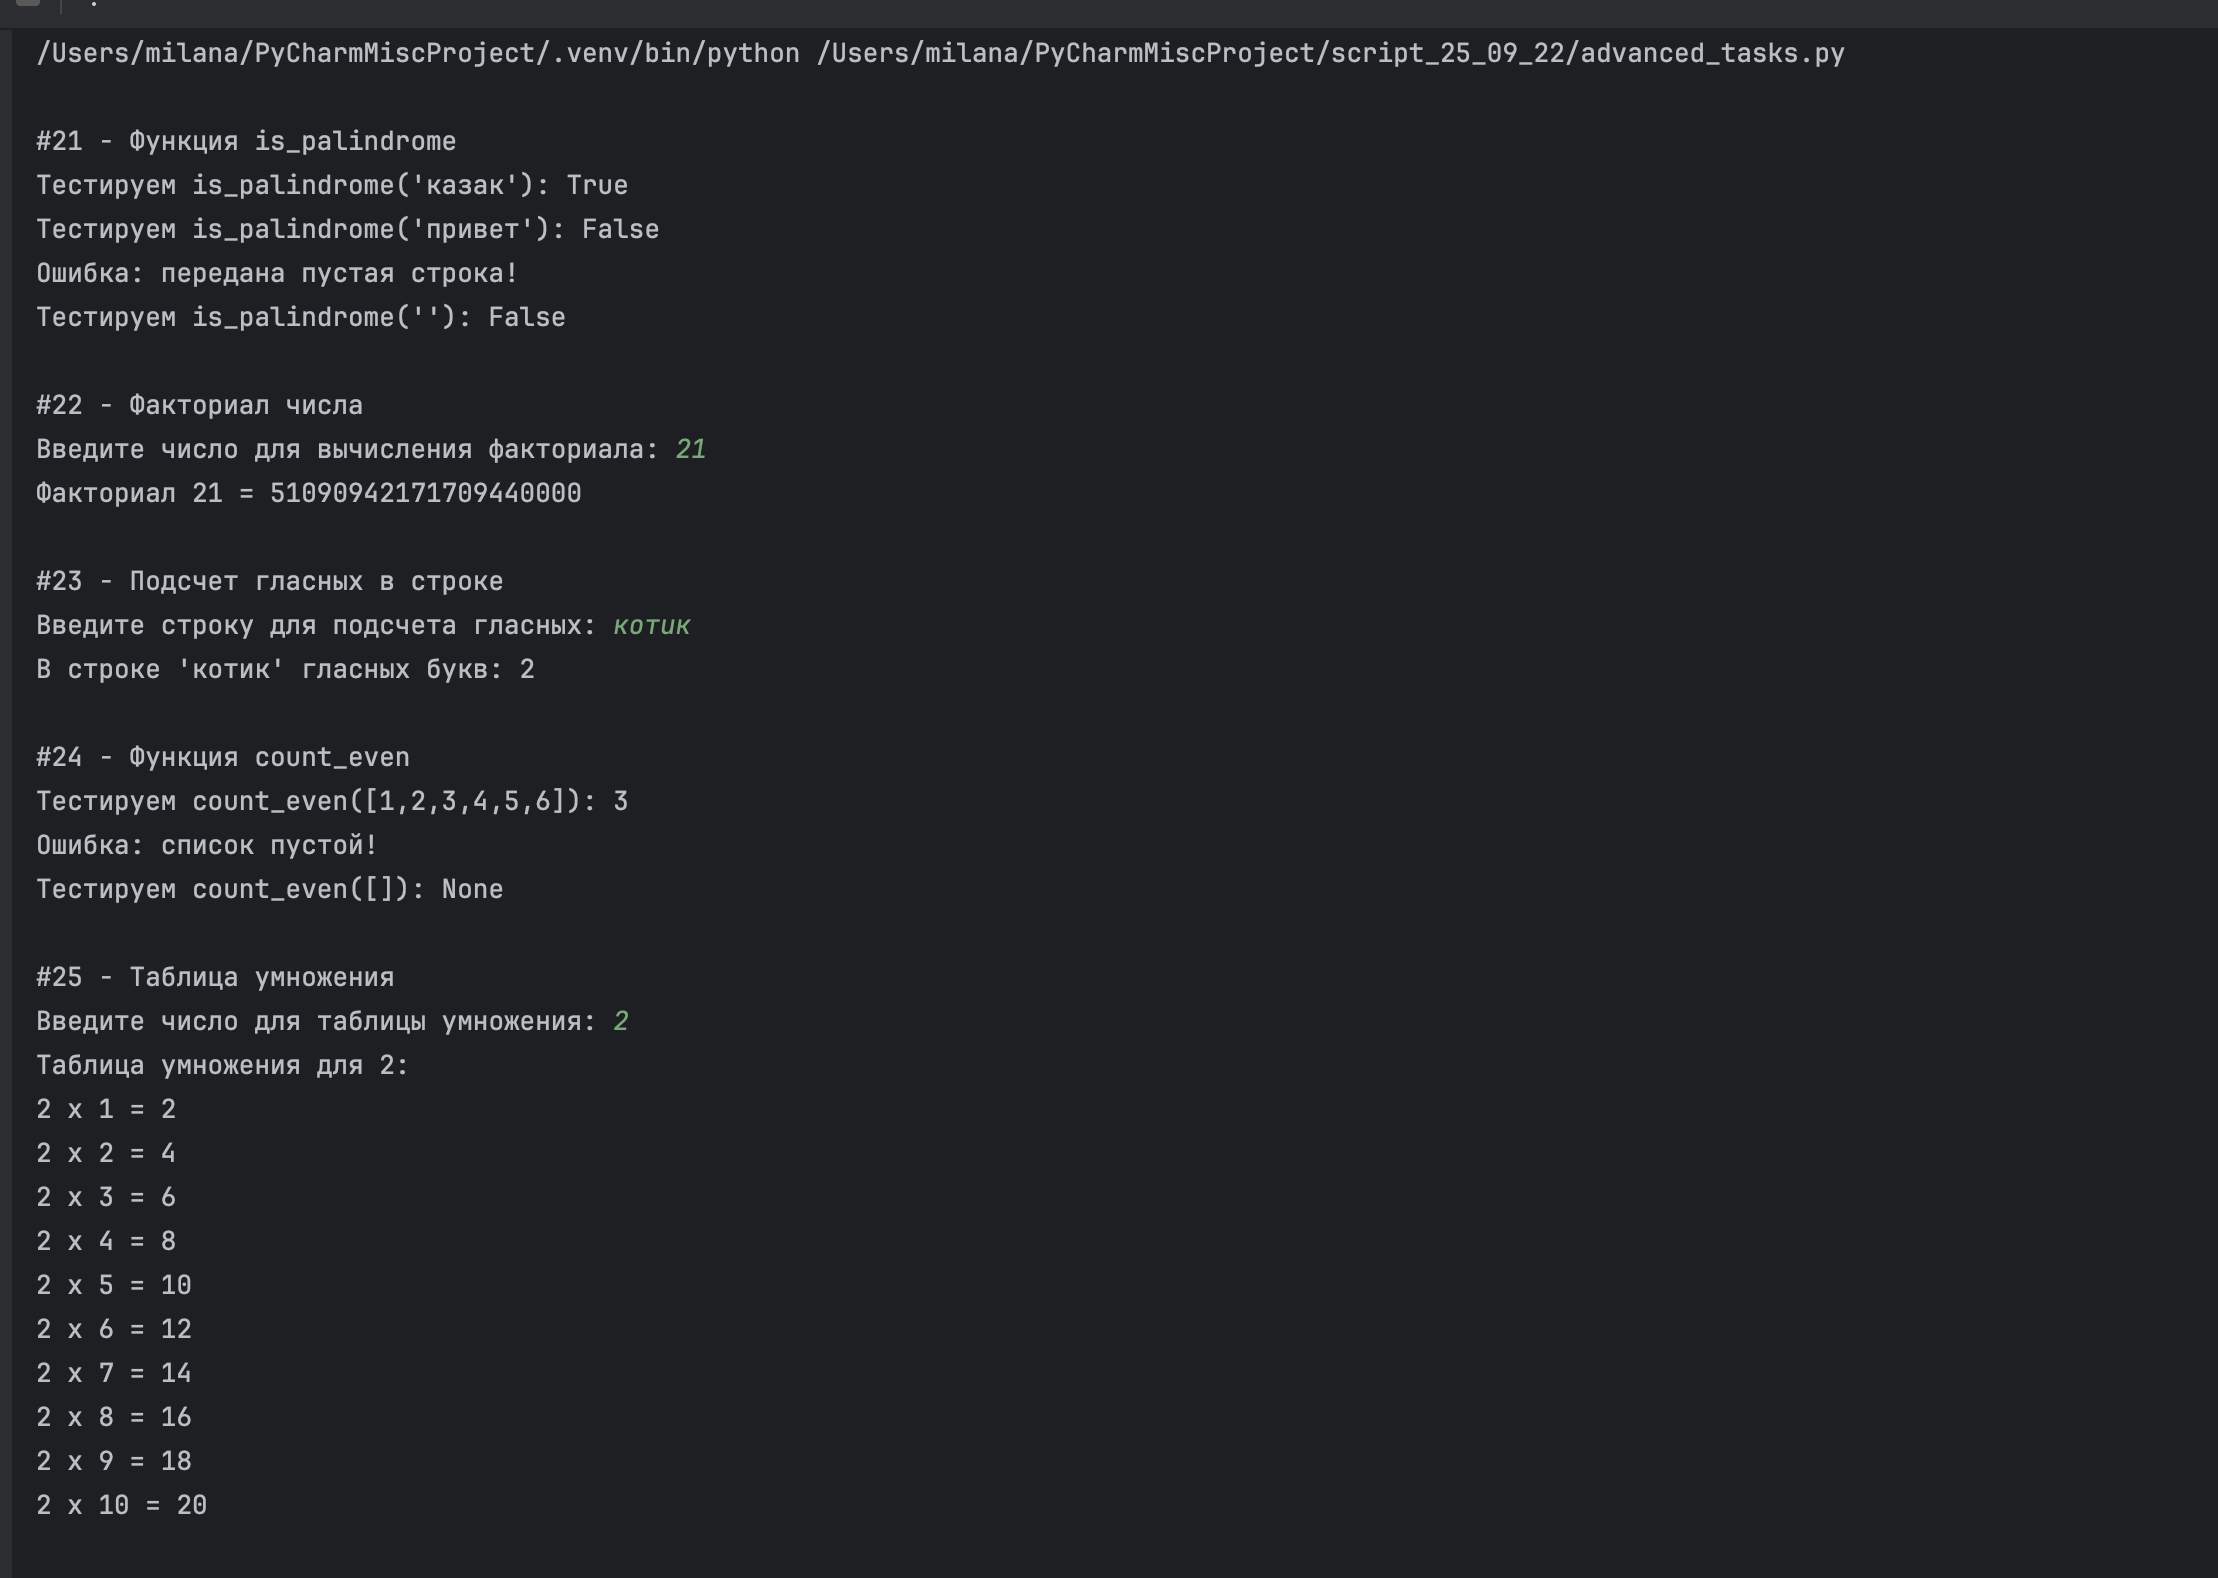 /Users/milana/PyCharmMiscProject/.venv/bin/python /Users/milana/PyCharmMiscProject/script_25_09_22/advanced_tasks.py
#21 - Функция is_palindrome
Тестируем is_palindrome('казак'): True
Тестируем is_palindrome('привет'): False
Ошибка: передана пустая строка!
Тестируем is_palindrome(''): False
#22 - Факториал числа
Введите число для вычисления факториала: 21
Факториал 21 = 51090942171709440000
#23 - Подсчет гласных в строке
Введите строку для подсчета гласных: котик
В строке 'котик' гласных букв: 2
#24 - Функция count_even
Тестируем count_even([1,2,3,4,5,6]): 3
Ошибка: список пустой!
Тестируем count_even([]): None
#25 - Таблица умножения
Введите число для таблицы умножения: 2
Таблица умножения для 2:
2 x 1 = 2
2 x 2 = 4
2 x 3 = 6
2 x 4 = 8
2 x 5 = 10
2 x 6 = 12
2 x 7 = 14
2 x 8 = 16
2 x 9 = 18
2 x 10 = 20